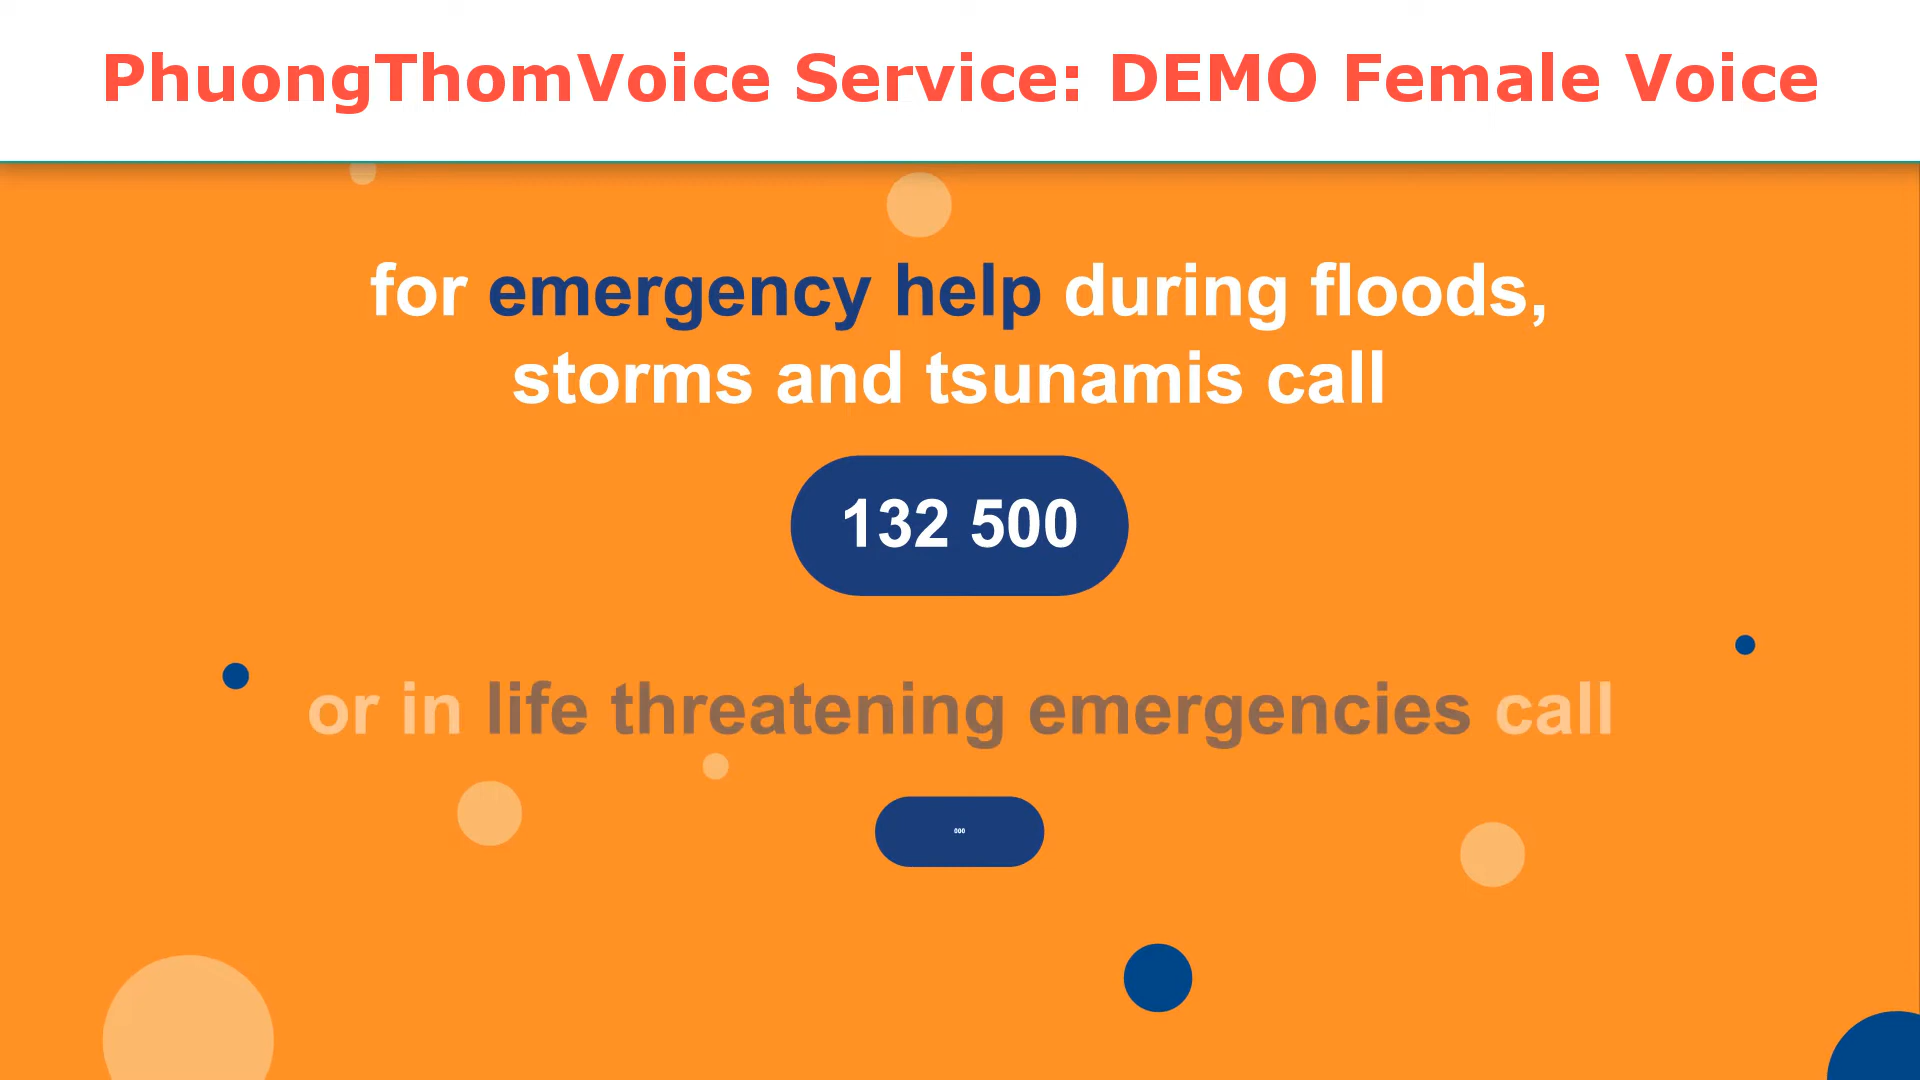 PhuongThomVoice Service: DEMO Female Voice
for emergency help during floods,
storms and tsunamis call
132 500
or in life threatening emergencies call
000